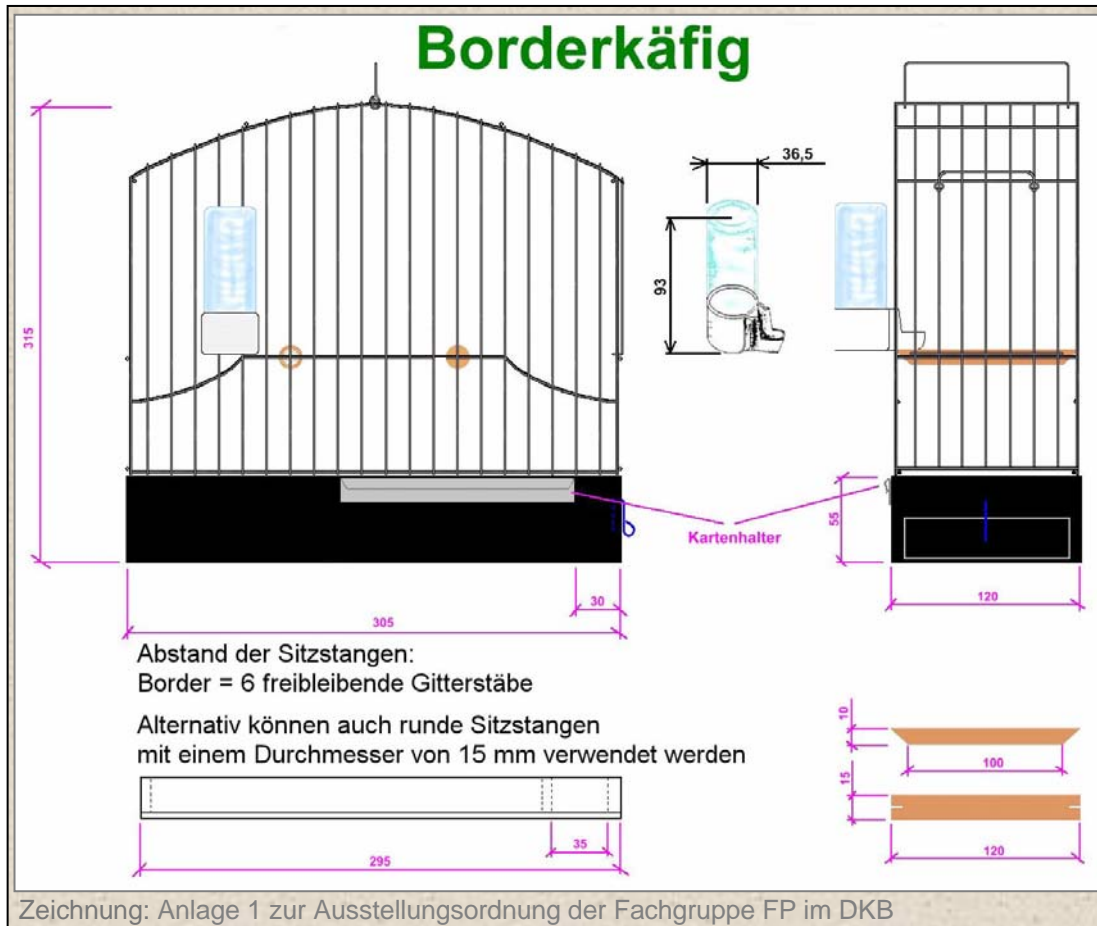 Borderkäfig
36,5
93
315
Kartenhalter
55
30
305
120
Abstand der Sitzstangen:
Border = 6 freibleibende Gitterstäbe
Alternativ können auch runde Sitzstangen
mit einem Durchmesser von 15 mm verwendet werden
10
100
15
35
295
120
Zeichnung: Anlage 1 zur Ausstellungsordnung der Fachgruppe FP im DKB